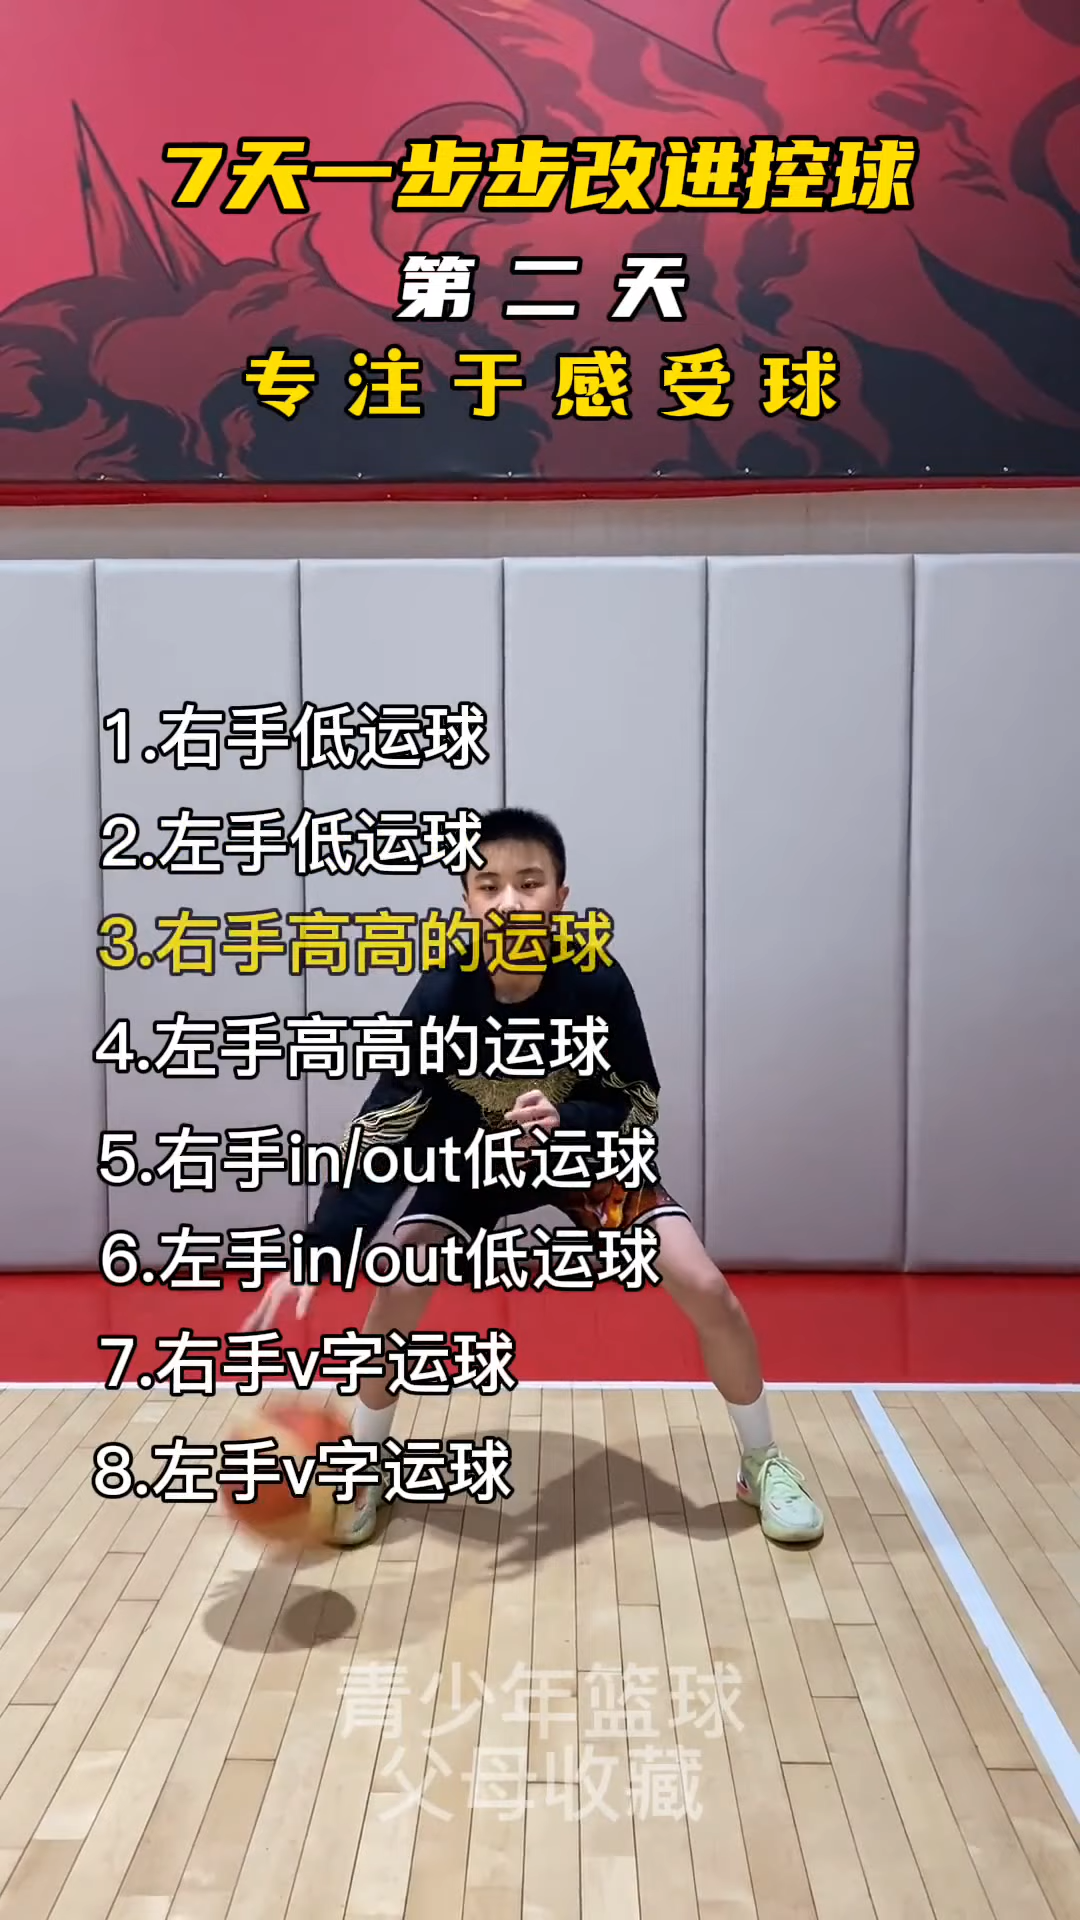 7天一步步改进控球
第二天
专注于感受球
1.右手低运球
2.左手低运球
3.右手高高的运球
4.左手高高的运球
5.右手in/out低运球
6.左手in/out低运球
7.右手v字运球
8.左手v字运球
青少年篮球
父母收藏